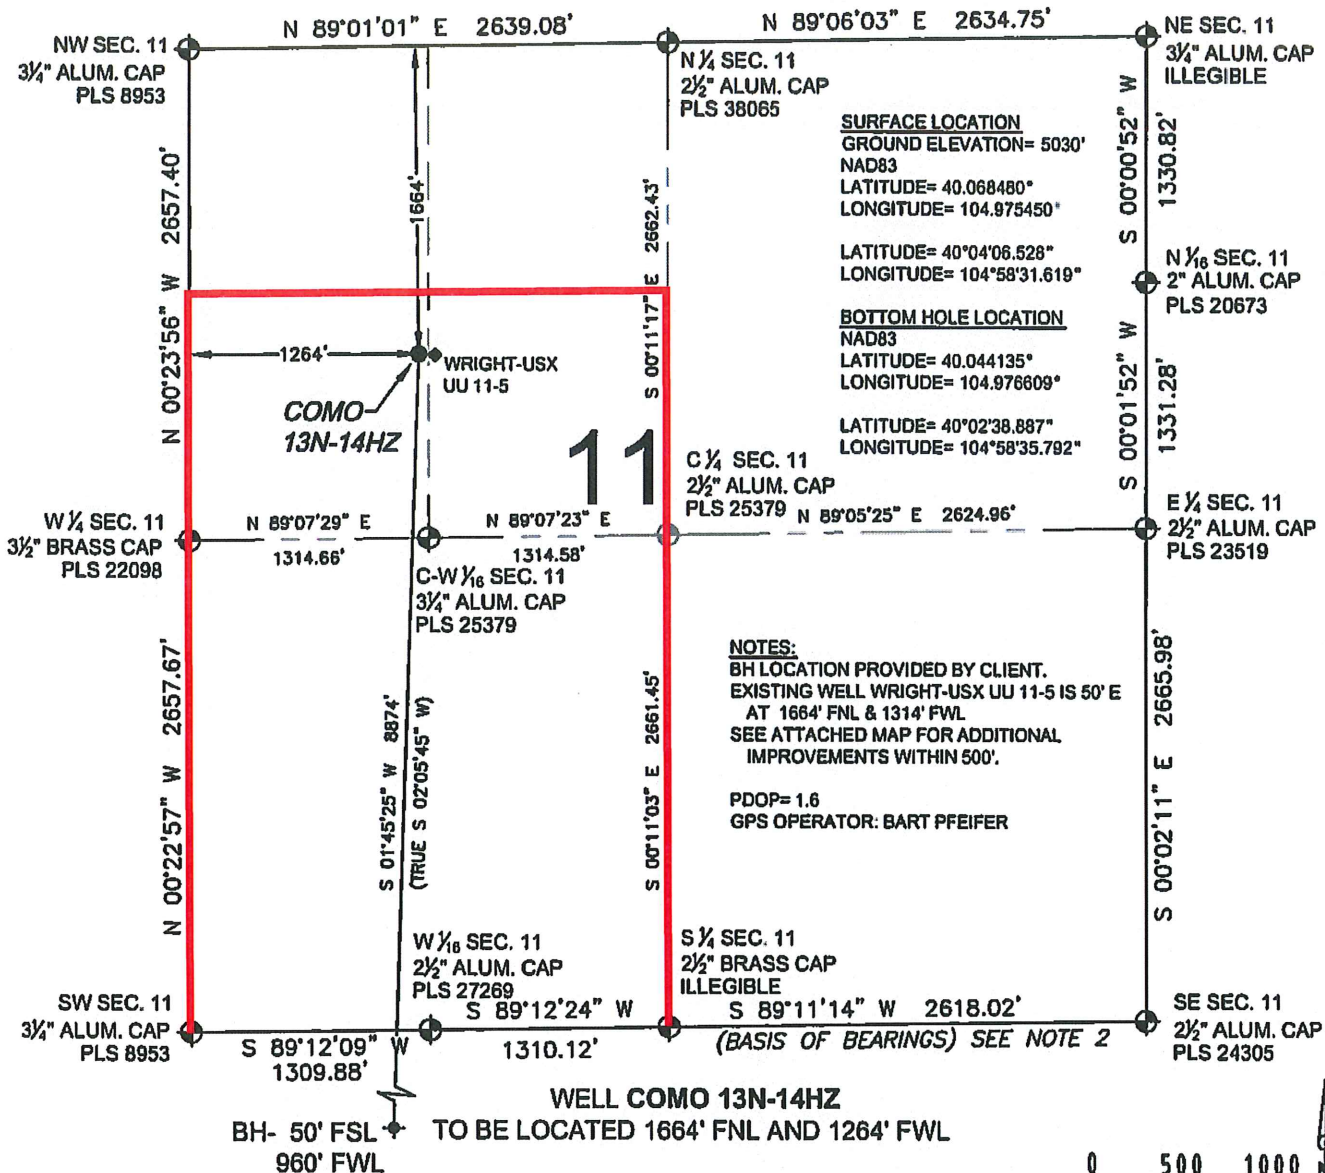 N 89°01'01" E 2639.08'
N 89°06'03" E 2634.75'
NW SEC. 11
3¼" ALUM. CAP
PLS 8953
N ¼ SEC. 11
2½" ALUM. CAP
PLS 38065
NE SEC. 11
3¼" ALUM. CAP
ILLEGIBLE
SURFACE LOCATION
GROUND ELEVATION= 5030'
NAD83
LATITUDE= 40.068480°
LONGITUDE= 104.975450°
LATITUDE= 40°04'06.528"
LONGITUDE= 104°58'31.619"
BOTTOM HOLE LOCATION
NAD83
LATITUDE= 40.044135°
LONGITUDE= 104.976609°
LATITUDE= 40°02'38.887"
LONGITUDE= 104°58'35.792"
N 00°23'56" W 2657.40'
1664'
S 00°11'17" E 2662.43'
S 00°00'52" W
1330.82'
N 1⁄16 SEC. 11
2" ALUM. CAP
PLS 20673
S 00°01'52" W
1331.28'
1264'
WRIGHT-USX
UU 11-5
COMO
13N-14HZ
11
C ¼ SEC. 11
2½" ALUM. CAP
PLS 25379
W ¼ SEC. 11
3½" BRASS CAP
PLS 22098
N 89°07'29" E
1314.66'
N 89°07'23" E
1314.58'
N 89°05'25" E 2624.96'
E ¼ SEC. 11
2½" ALUM. CAP
PLS 23519
C-W 1⁄16 SEC. 11
3¼" ALUM. CAP
PLS 25379
NOTES:
BH LOCATION PROVIDED BY CLIENT.
EXISTING WELL WRIGHT-USX UU 11-5 IS 50' E
AT 1664' FNL & 1314' FWL
SEE ATTACHED MAP FOR ADDITIONAL
IMPROVEMENTS WITHIN 500'.
PDOP= 1.6
GPS OPERATOR: BART PFEIFER
N 00°22'57" W 2657.67'
S 01°45'25" W 8874'
(TRUE S 02°05'45" W)
S 00°11'03" E 2661.45'
S 00°02'11" E 2665.98'
W 1⁄16 SEC. 11
2½" ALUM. CAP
PLS 27269
S ¼ SEC. 11
2½" BRASS CAP
ILLEGIBLE
SW SEC. 11
3¼" ALUM. CAP
PLS 8953
S 89°12'09" W
1309.88'
S 89°12'24" W
1310.12'
S 89°11'14" W 2618.02'
(BASIS OF BEARINGS) SEE NOTE 2
SE SEC. 11
2½" ALUM. CAP
PLS 24305
WELL COMO 13N-14HZ
TO BE LOCATED 1664' FNL AND 1264' FWL
BH- 50' FSL
960' FWL
0 500 1000